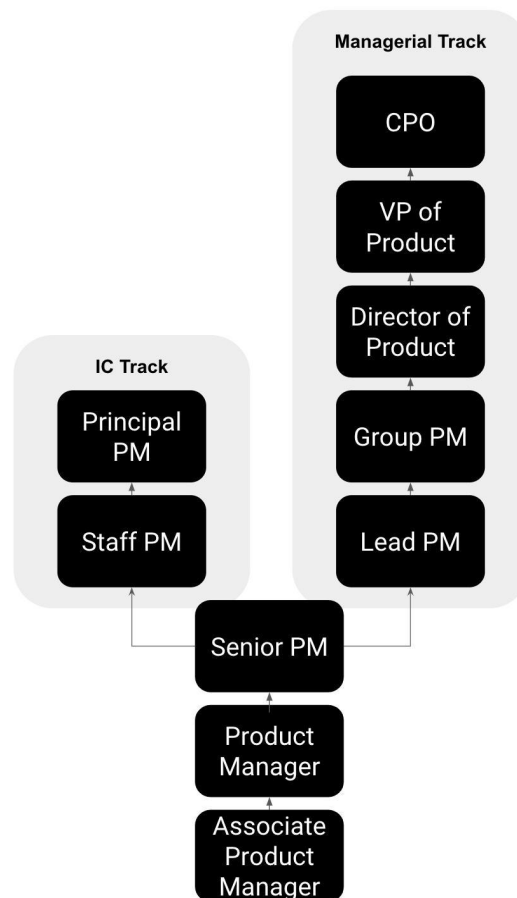 Managerial Track
CPO
VP of
Product
Director of
Product
IC Track
Principal
PM
Group PM
Staff PM
Lead PM
Senior PM
Product
Manager
Associate
Product
Manager